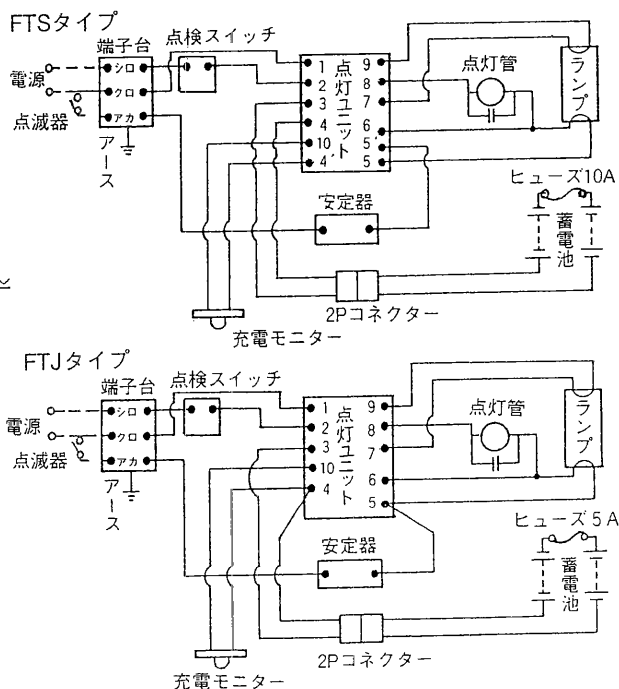 FTSタイプ
端子台
点検スイッチ
電源
シロ
クロ
アカ
点滅器
アース
点灯ユニット
1
2
3
4
10
4'
9
8
7
6
5'
5
点灯管
ランプ
安定器
ヒューズ10A
蓄電池
2Pコネクター
充電モニター
FTJタイプ
端子台
点検スイッチ
電源
シロ
クロ
アカ
点滅器
アース
点灯ユニット
1
2
3
10
4
9
8
7
6
5
点灯管
ランプ
安定器
ヒューズ5A
蓄電池
2Pコネクター
充電モニター